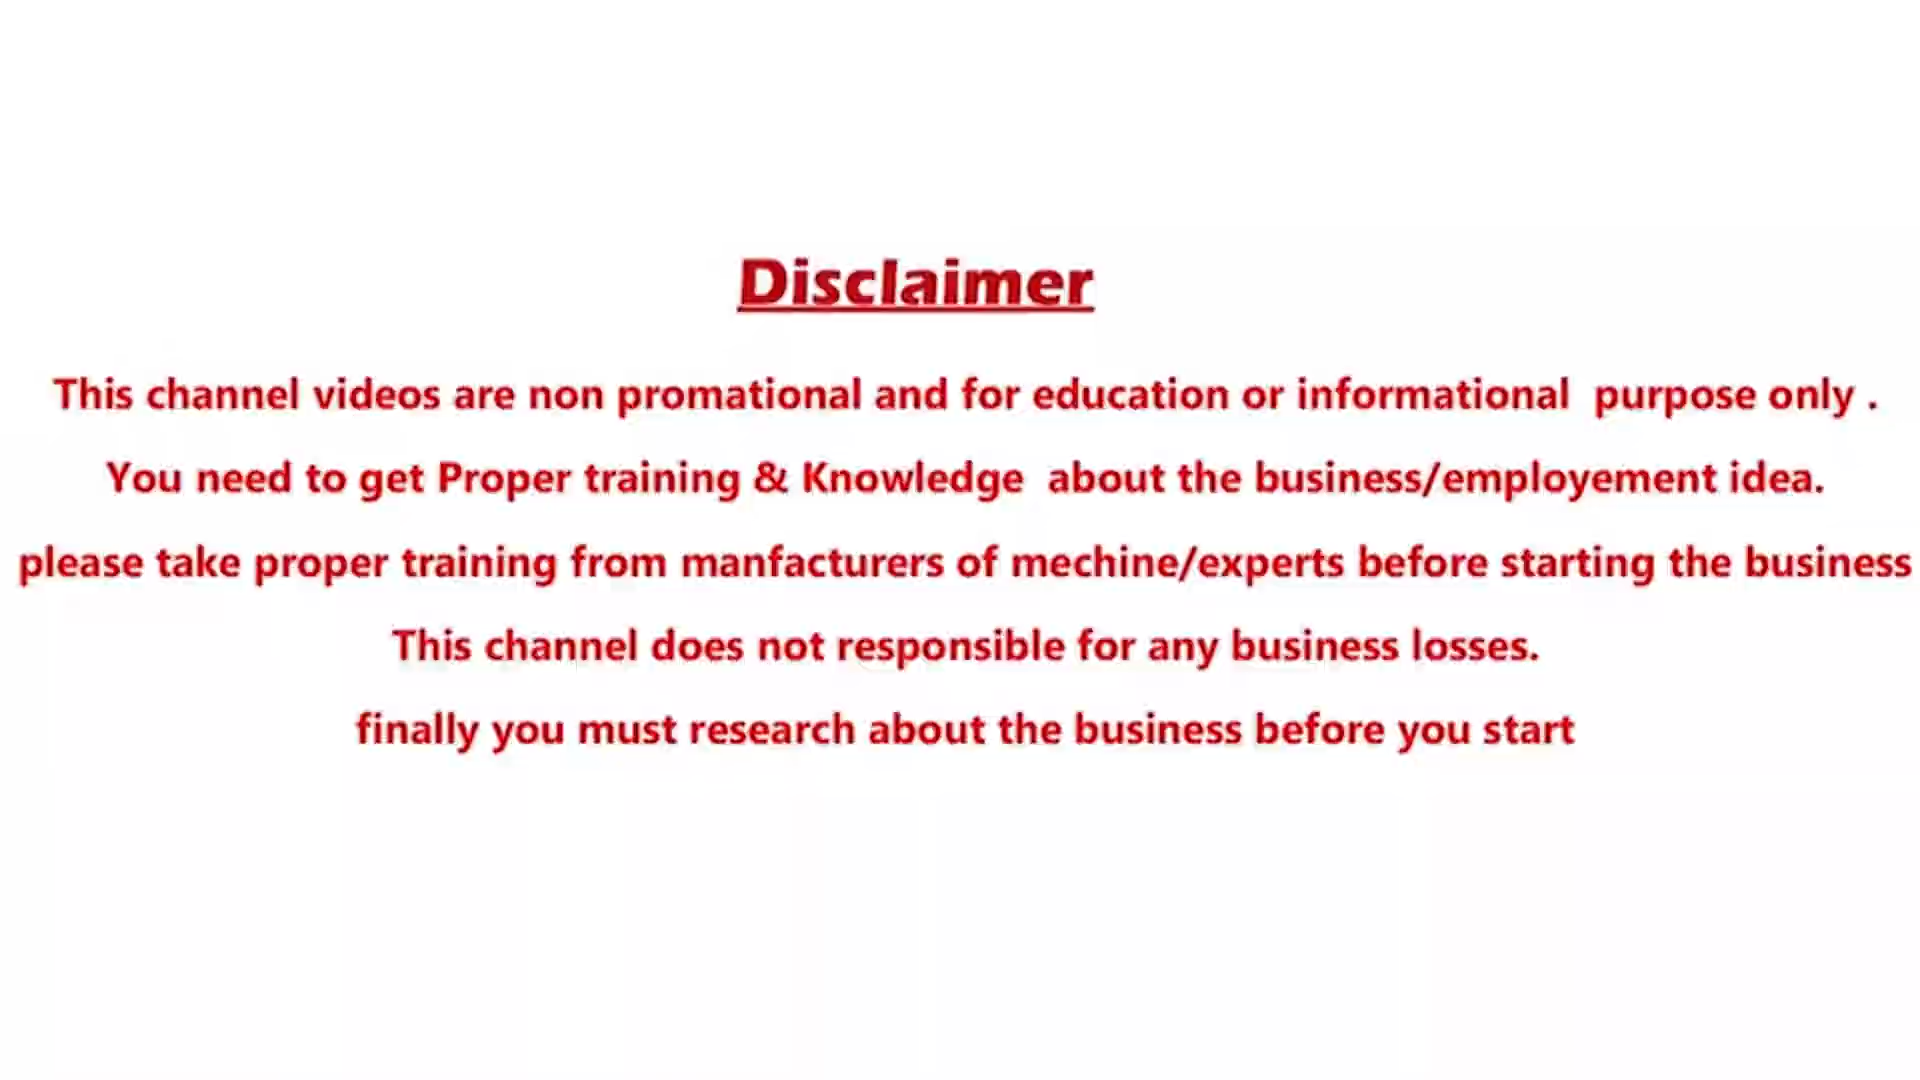 Disclaimer
This channel videos are non promational and for education or informational purpose only .
You need to get Proper training & Knowledge about the business/employement idea.
please take proper training from manfacturers of mechine/experts before starting the business
This channel does not responsible for any business losses.
finally you must research about the business before you start